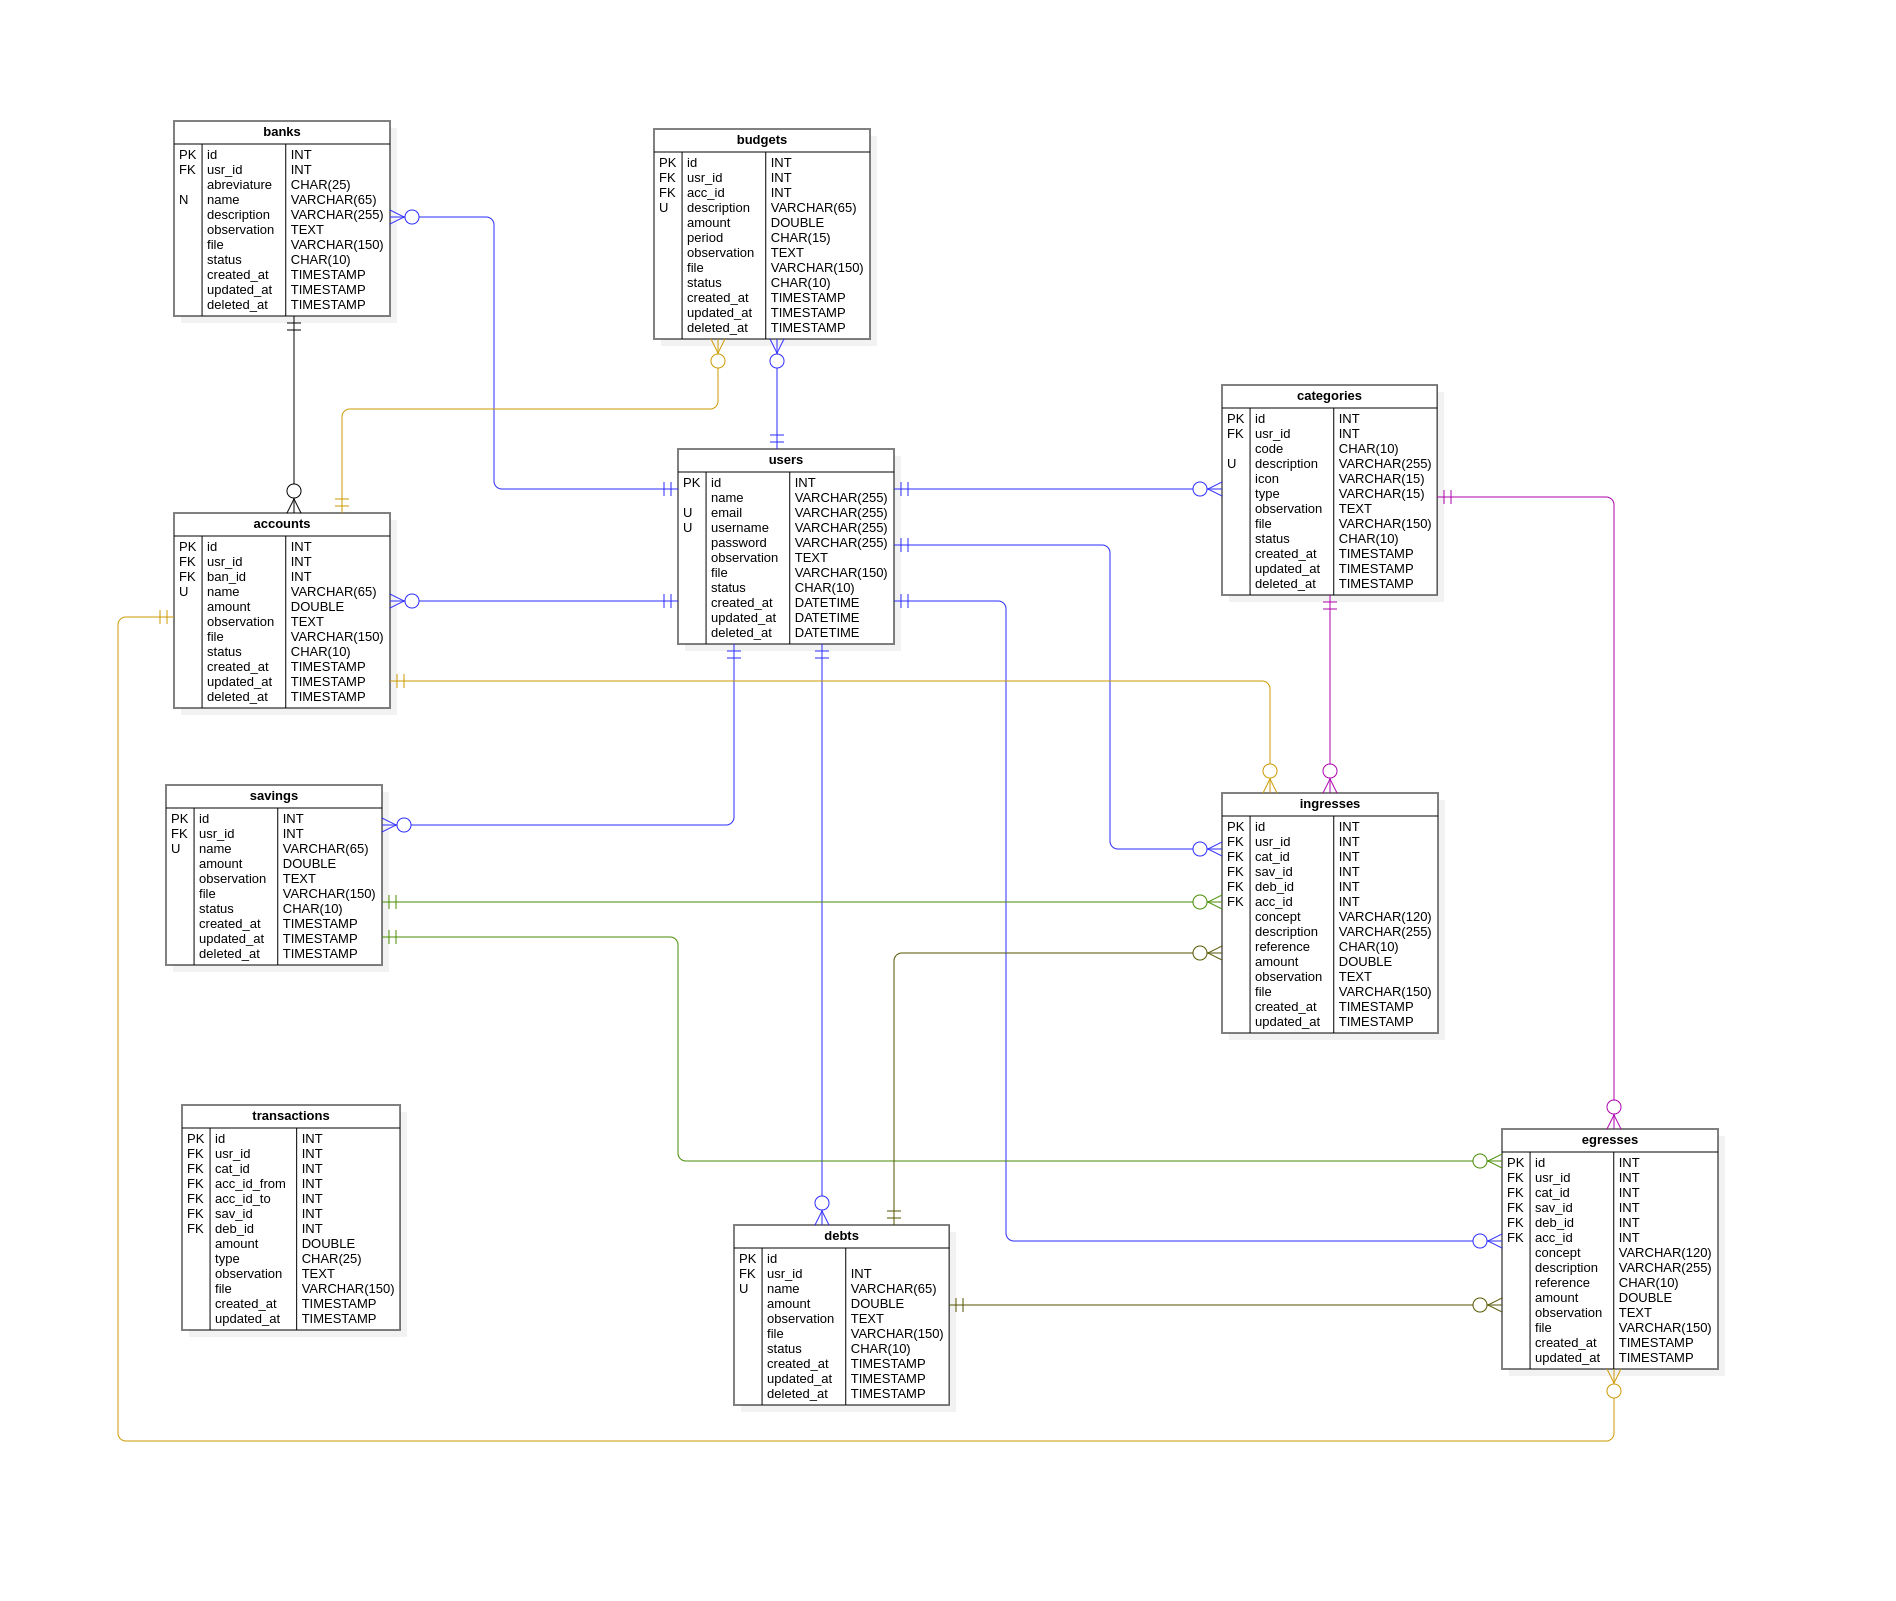 banks
PK id INT
FK usr_id INT
abreviature CHAR(25)
N name VARCHAR(65)
description VARCHAR(255)
observation TEXT
file VARCHAR(150)
status CHAR(10)
created_at TIMESTAMP
updated_at TIMESTAMP
deleted_at TIMESTAMP
budgets
PK id INT
FK usr_id INT
FK acc_id INT
U description VARCHAR(65)
amount DOUBLE
period CHAR(15)
observation TEXT
file VARCHAR(150)
status CHAR(10)
created_at TIMESTAMP
updated_at TIMESTAMP
deleted_at TIMESTAMP
categories
PK id INT
FK usr_id INT
code CHAR(10)
U description VARCHAR(255)
icon VARCHAR(15)
type VARCHAR(15)
observation TEXT
file VARCHAR(150)
status CHAR(10)
created_at TIMESTAMP
updated_at TIMESTAMP
deleted_at TIMESTAMP
users
PK id INT
name VARCHAR(255)
U email VARCHAR(255)
U username VARCHAR(255)
password VARCHAR(255)
observation TEXT
file VARCHAR(150)
status CHAR(10)
created_at DATETIME
updated_at DATETIME
deleted_at DATETIME
accounts
PK id INT
FK usr_id INT
FK ban_id INT
U name VARCHAR(65)
amount DOUBLE
observation TEXT
file VARCHAR(150)
status CHAR(10)
created_at TIMESTAMP
updated_at TIMESTAMP
deleted_at TIMESTAMP
savings
PK id INT
FK usr_id INT
U name VARCHAR(65)
amount DOUBLE
observation TEXT
file VARCHAR(150)
status CHAR(10)
created_at TIMESTAMP
updated_at TIMESTAMP
deleted_at TIMESTAMP
ingresses
PK id INT
FK usr_id INT
FK cat_id INT
FK sav_id INT
FK deb_id INT
FK acc_id INT
concept VARCHAR(120)
description VARCHAR(255)
reference CHAR(10)
amount DOUBLE
observation TEXT
file VARCHAR(150)
created_at TIMESTAMP
updated_at TIMESTAMP
transactions
PK id INT
FK usr_id INT
FK cat_id INT
FK acc_id_from INT
FK acc_id_to INT
FK sav_id INT
FK deb_id INT
amount DOUBLE
type CHAR(25)
observation TEXT
file VARCHAR(150)
created_at TIMESTAMP
updated_at TIMESTAMP
egresses
PK id INT
FK usr_id INT
FK cat_id INT
FK sav_id INT
FK deb_id INT
FK acc_id INT
concept VARCHAR(120)
description VARCHAR(255)
reference CHAR(10)
amount DOUBLE
observation TEXT
file VARCHAR(150)
created_at TIMESTAMP
updated_at TIMESTAMP
debts
PK id
FK usr_id INT
U name VARCHAR(65)
amount DOUBLE
observation TEXT
file VARCHAR(150)
status CHAR(10)
created_at TIMESTAMP
updated_at TIMESTAMP
deleted_at TIMESTAMP